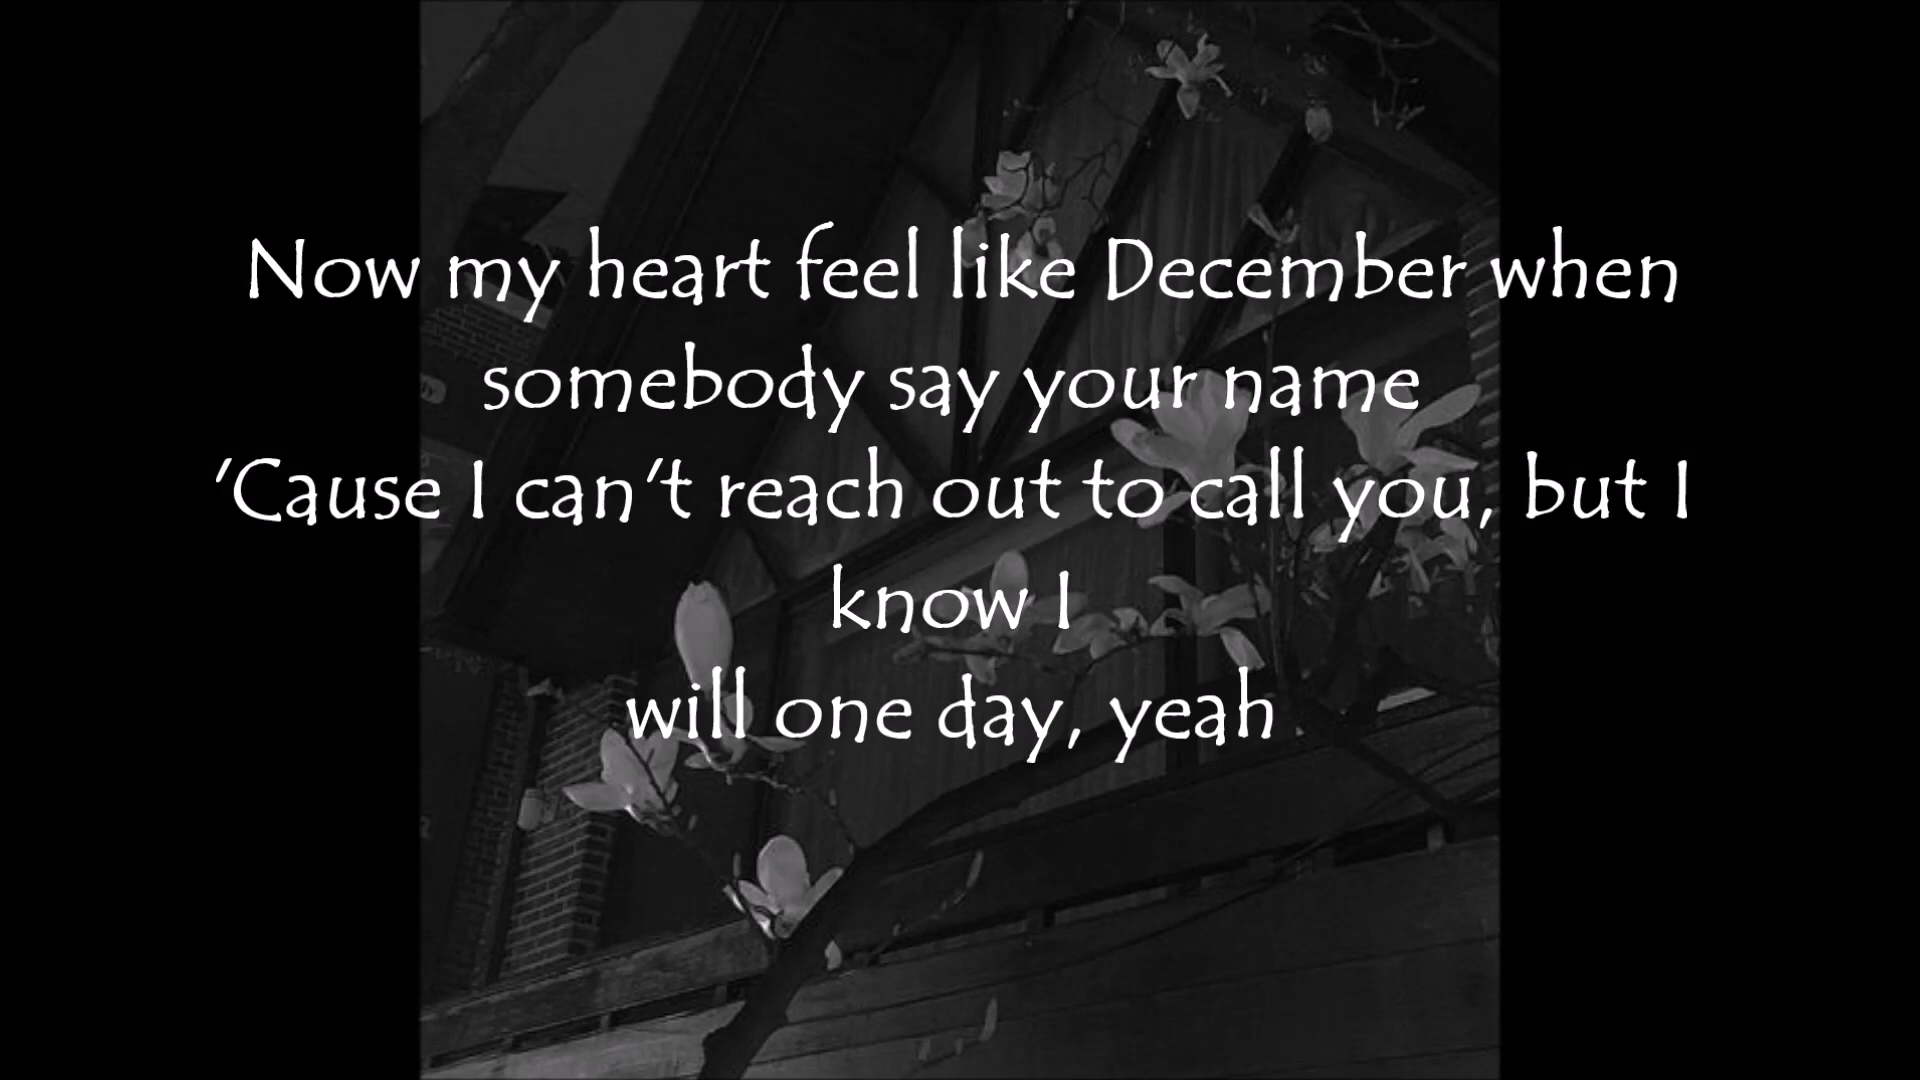 Now my heart feel like December when
somebody say your name
'Cause I can't reach out to call you, but I
know I
will one day, yeah